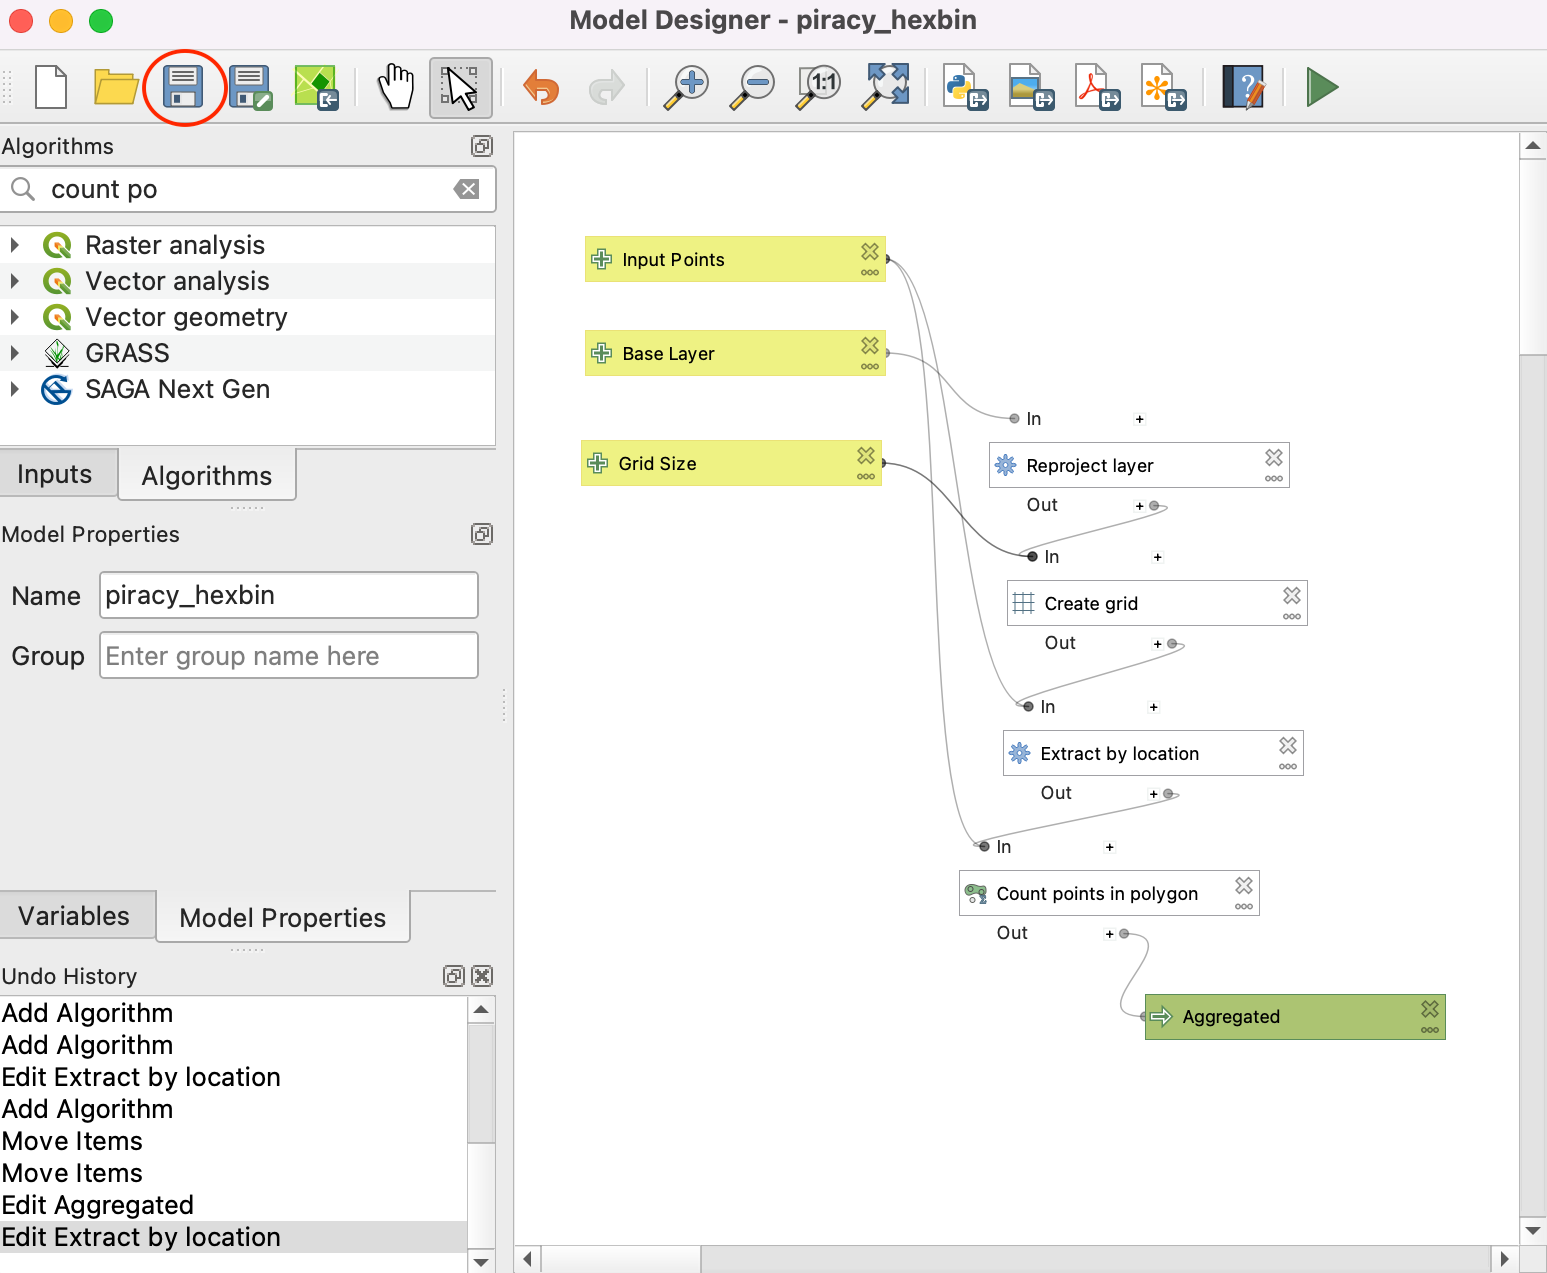 Model Designer - piracy_hexbin
1:1
Algorithms
count po
Raster analysis
Vector analysis
Vector geometry
GRASS
SAGA Next Gen
Inputs
Algorithms
Model Properties
Name
piracy_hexbin
Group
Enter group name here
Variables
Model Properties
Undo History
Add Algorithm
Add Algorithm
Edit Extract by location
Add Algorithm
Move Items
Move Items
Edit Aggregated
Edit Extract by location
Input Points
Base Layer
Grid Size
In
Reproject layer
Out
In
Create grid
Out
In
Extract by location
Out
In
Count points in polygon
Out
Aggregated